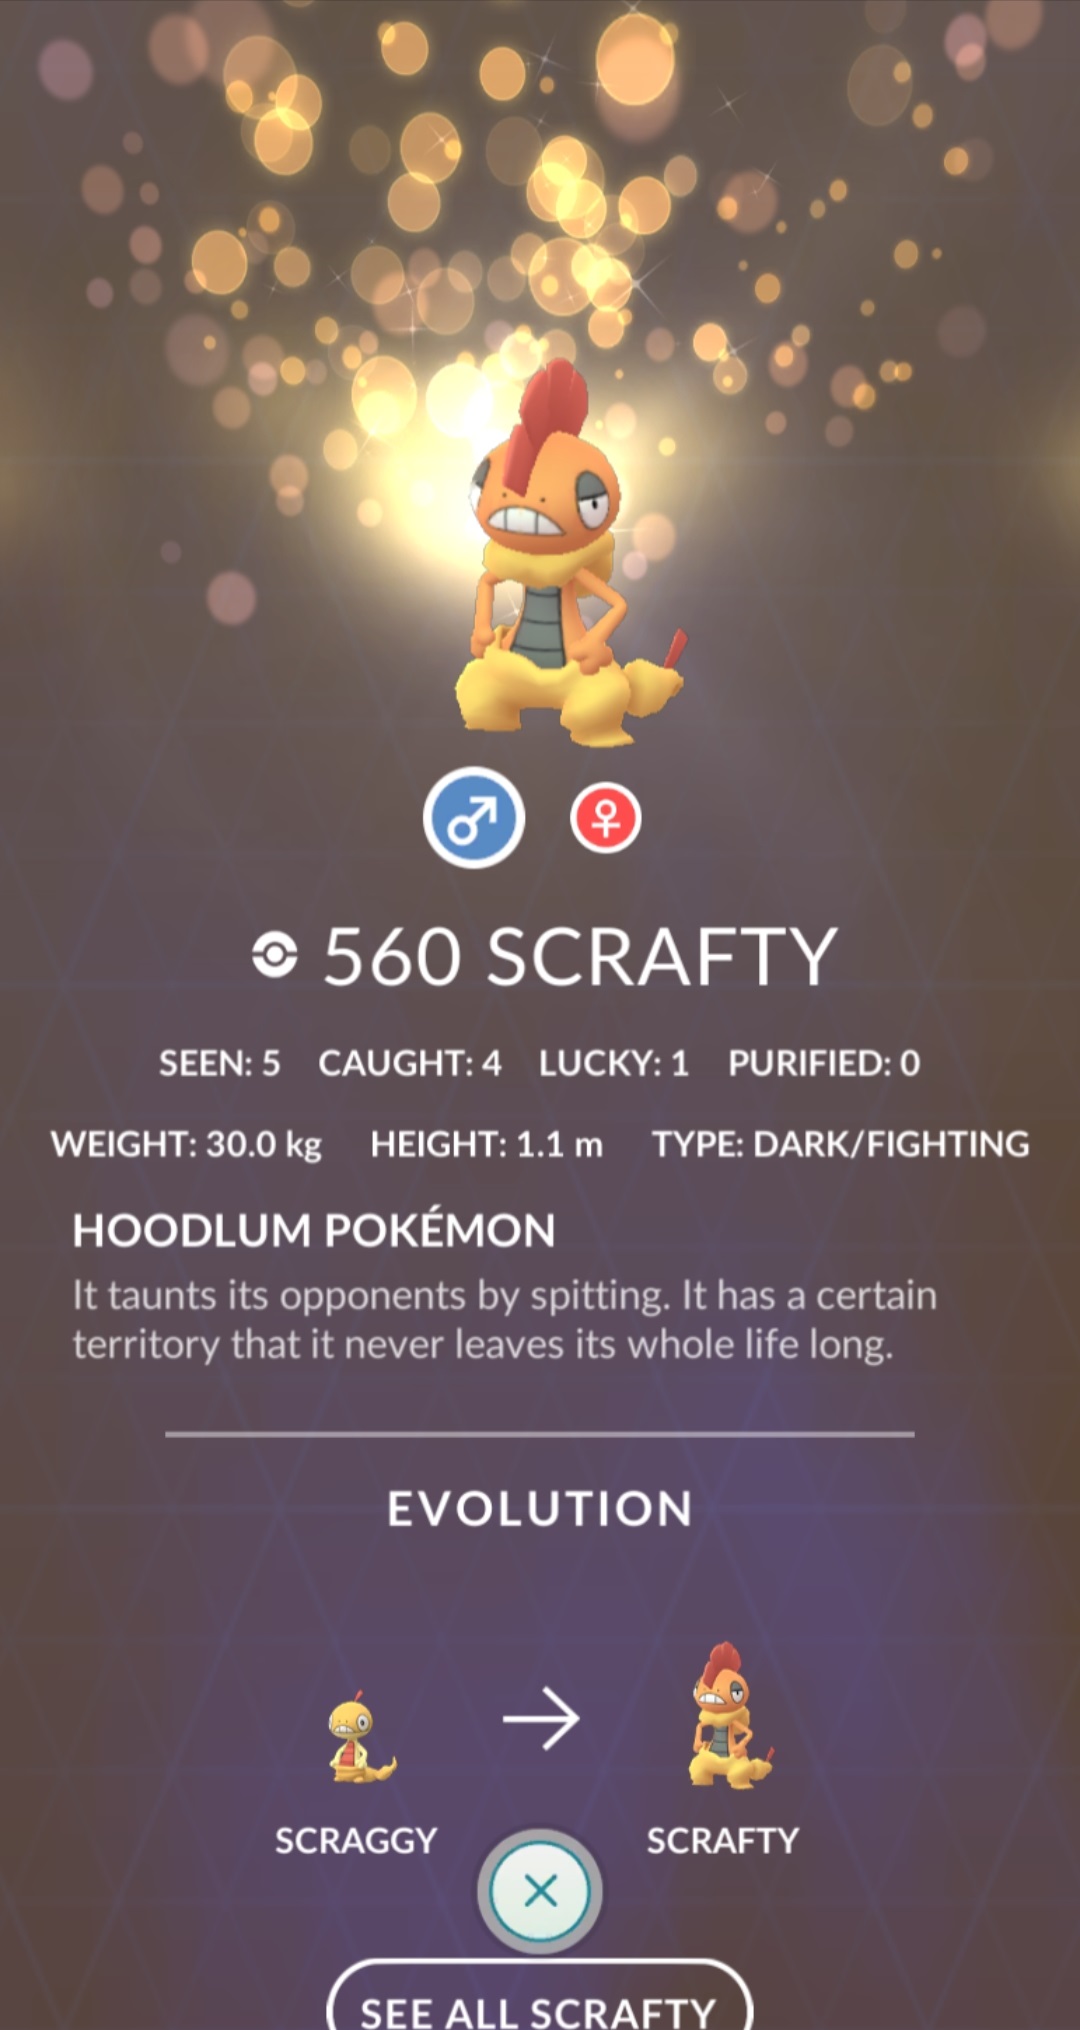 560 SCRAFTY
SEEN: 5 CAUGHT: 4 LUCKY: 1 PURIFIED: 0
WEIGHT: 30.0 kg HEIGHT: 1.1 m TYPE: DARK/FIGHTING
HOODLUM POKÉMON
It taunts its opponents by spitting. It has a certain
territory that it never leaves its whole life long.
EVOLUTION
SCRAGGY SCRAFTY
SEE ALL SCRAFTY